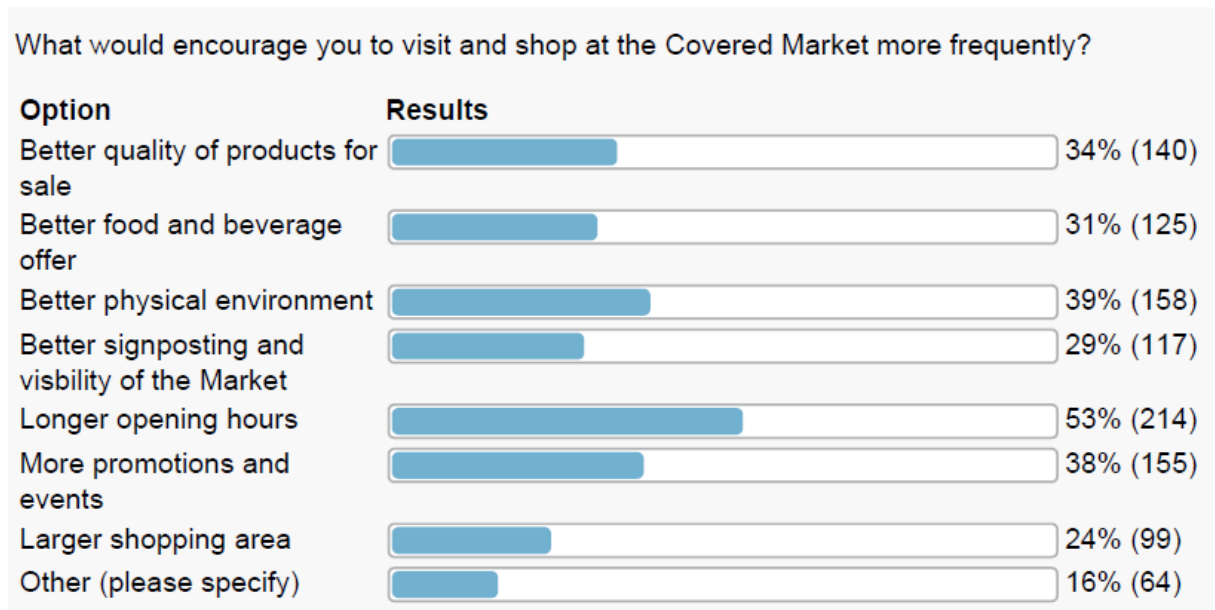 What would encourage you to visit and shop at the Covered Market more frequently?
Option Results
Better quality of products for 34% (140)
sale
Better food and beverage 31% (125)
offer
Better physical environment 39% (158)
Better signposting and 29% (117)
visbility of the Market
Longer opening hours 53% (214)
More promotions and 38% (155)
events
Larger shopping area 24% (99)
Other (please specify) 16% (64)